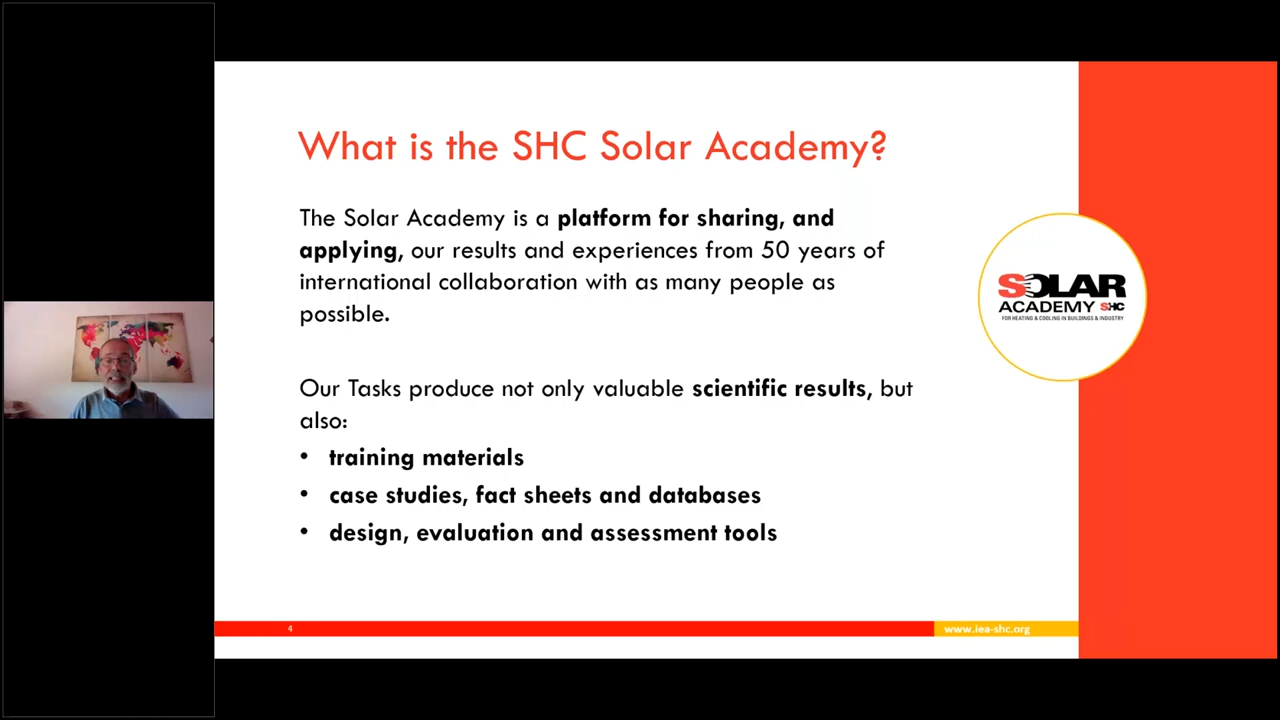 What is the SHC Solar Academy?
The Solar Academy is a platform for sharing, and
applying, our results and experiences from 50 years of
international collaboration with as many people as
possible.
Our Tasks produce not only valuable scientific results, but
also:
• training materials
• case studies, fact sheets and databases
• design, evaluation and assessment tools
SOLAR
ACADEMY SHC
FOR HEATING & COOLING IN BUILDINGS & INDUSTRY
4
www.iea-shc.org